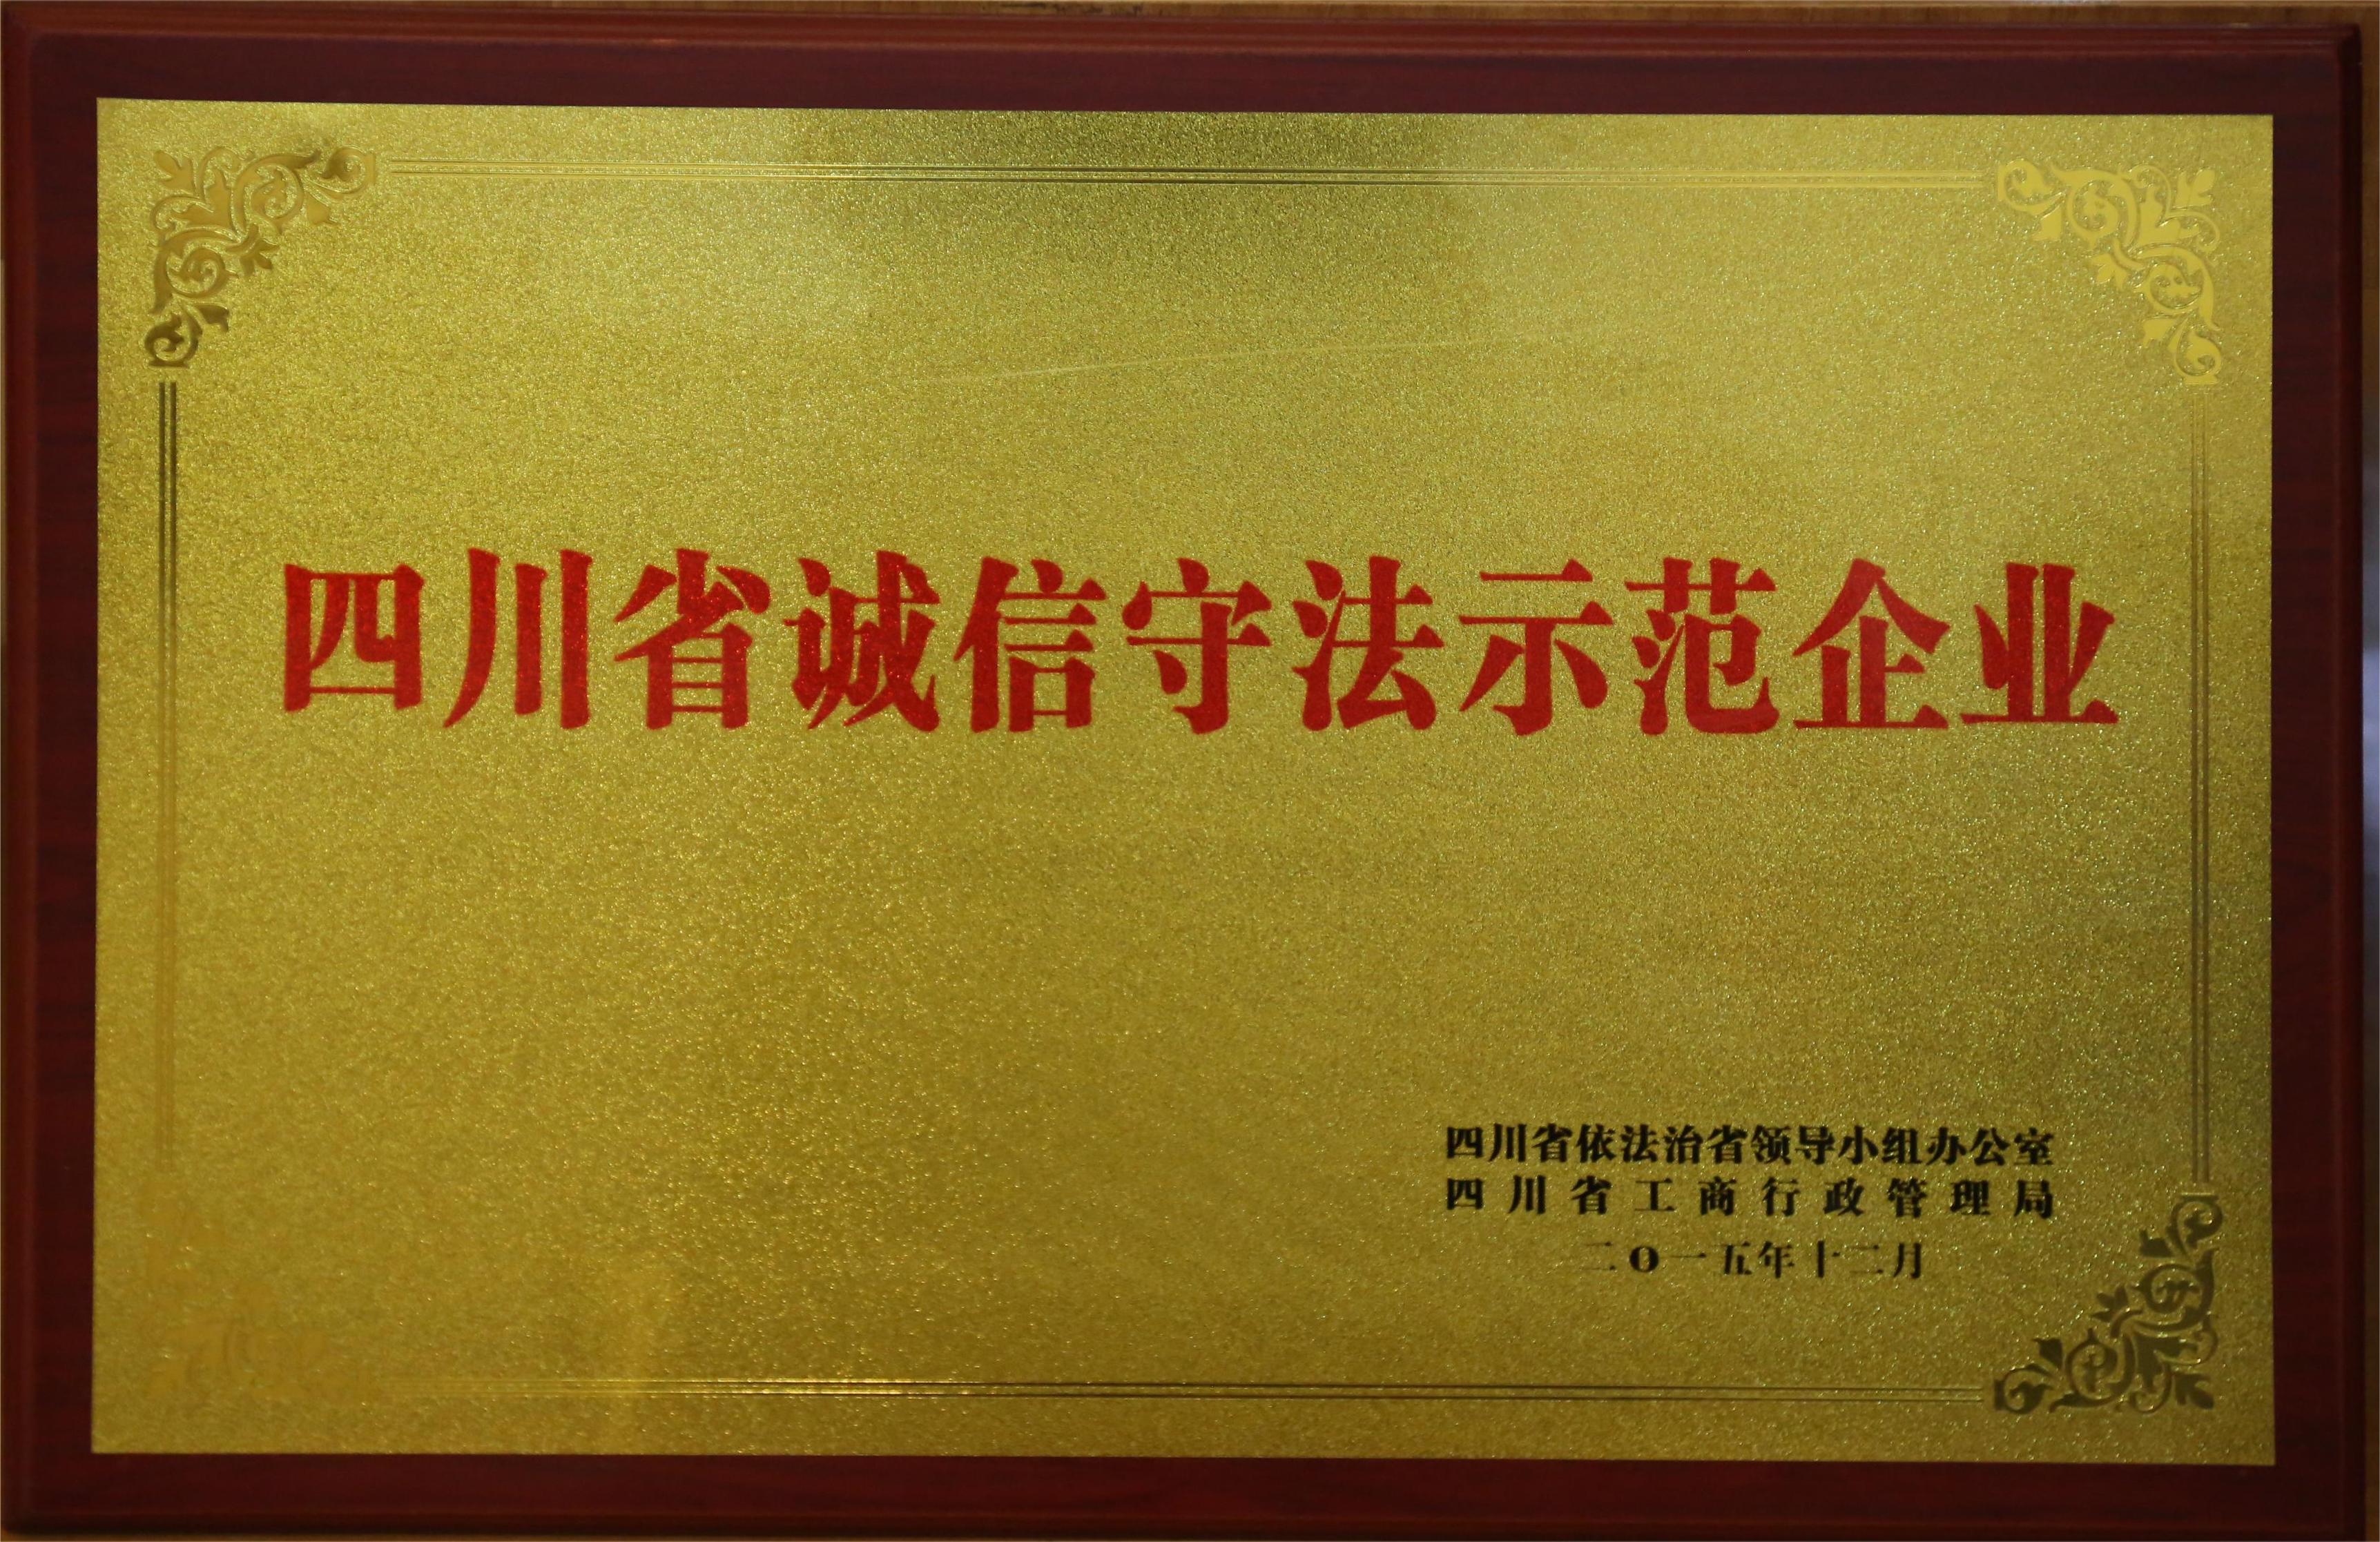 四川省诚信守法示范企业
四川省依法治省领导小组办公室
四川省工商行政管理局
二〇一五年十二月